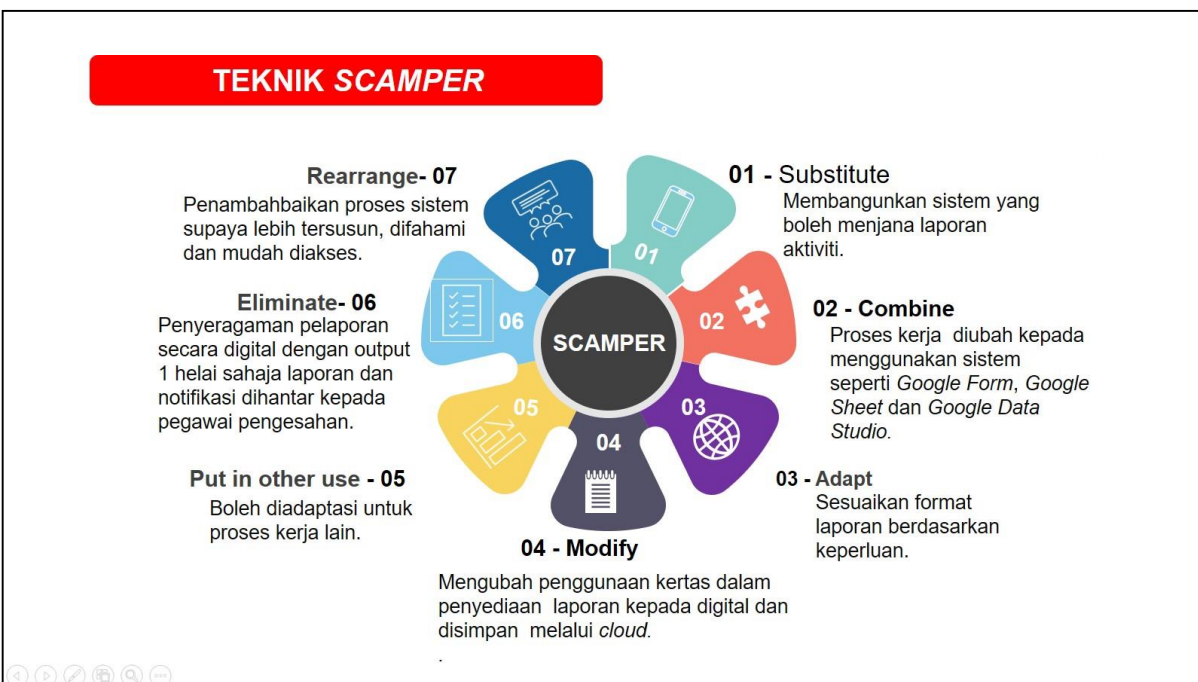 TEKNIK SCAMPER
01 - Substitute
Membangunkan sistem yang
boleh menjana laporan
aktiviti.
02 - Combine
Proses kerja diubah kepada
menggunakan sistem
seperti Google Form, Google
Sheet dan Google Data
Studio.
03 - Adapt
Sesuaikan format
laporan berdasarkan
keperluan.
04 - Modify
Mengubah penggunaan kertas dalam
penyediaan laporan kepada digital dan
disimpan melalui cloud.
.
Put in other use - 05
Boleh diadaptasi untuk
proses kerja lain.
Eliminate- 06
Penyeragaman pelaporan
secara digital dengan output
1 helai sahaja laporan dan
notifikasi dihantar kepada
pegawai pengesahan.
Rearrange- 07
Penambahbaikan proses sistem
supaya lebih tersusun, difahami
dan mudah diakses.
SCAMPER
01
02
03
04
05
06
07